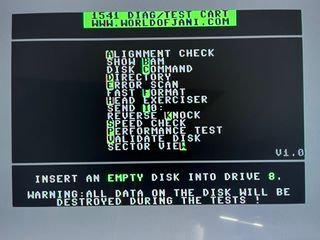 1541 DIAG/TEST CART
WWW.WORLDOFJANI.COM
ALIGNMENT CHECK
SHOW BAM
DISK COMMAND
DIRECTORY
ERROR SCAN
FAST FORMAT
HEAD EXERCISER
SEND T0:
REVERSE KNOCK
SPEED CHECK
PERFORMANCE TEST
VALIDATE DISK
SECTOR VIEW
V1.0
INSERT AN EMPTY DISK INTO DRIVE 8.
WARNING:ALL DATA ON THE DISK WILL BE
DESTROYED DURING THE TESTS !